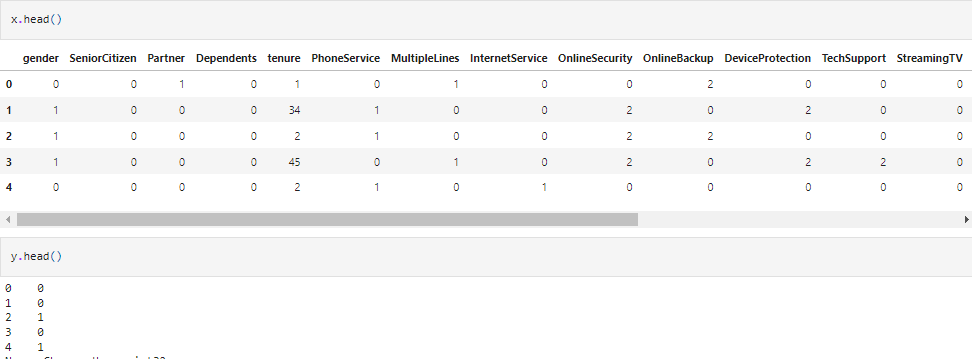 x.head()
gender SeniorCitizen Partner Dependents tenure PhoneService MultipleLines InternetService OnlineSecurity OnlineBackup DeviceProtection TechSupport StreamingTV
0 0 0 1 0 1 0 1 0 0 2 0 0 0
1 1 0 0 0 34 1 0 0 2 0 2 0 0
2 1 0 0 0 2 1 0 0 2 2 0 0 0
3 1 0 0 0 45 0 1 0 2 0 2 2 0
4 0 0 0 0 2 1 0 1 0 0 0 0 0
y.head()
0 0
1 0
2 1
3 0
4 1